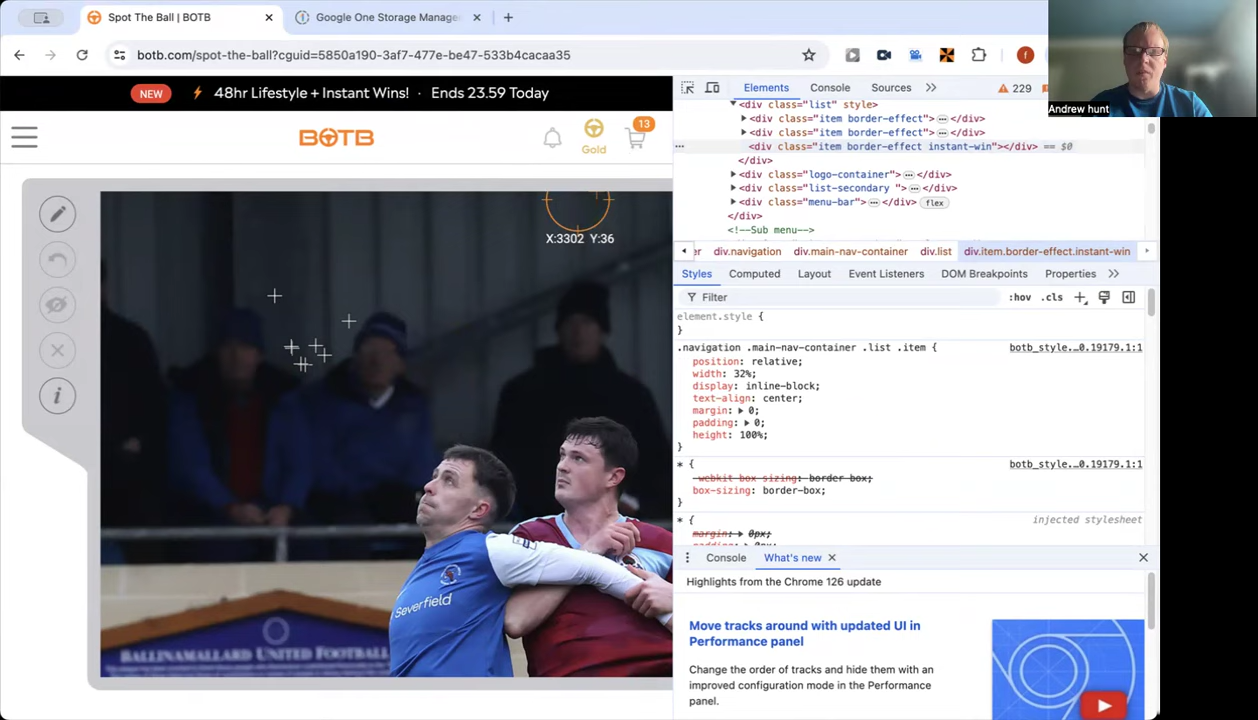 Spot The Ball | BOTB
Google One Storage Manage
botb.com/spot-the-ball?cguid=5850a190-3af7-477e-be47-533b4cacaa35
f
Andrew hunt
NEW 48hr Lifestyle + Instant Wins! · Ends 23.59 Today
BOTB
Gold
13
X:3302 Y:36
Severfield
BALLINAMALLARD UNITED FOOTBALL
Elements Console Sources 229
<div class="list" style>
<div class="item border-effect"> </div>
<div class="item border-effect"> </div>
<div class="item border-effect instant-win"></div> == $0
</div>
<div class="logo-container"> </div>
<div class="list-secondary "> </div>
<div class="menu-bar"> </div> flex
</div>
<!--Sub menu-->
er div.navigation div.main-nav-container div.list div.item.border-effect.instant-win
Styles Computed Layout Event Listeners DOM Breakpoints Properties
Filter :hov .cls
element.style {
}
.navigation .main-nav-container .list .item { botb_style.…0.19179.1:1
position: relative;
width: 32%;
display: inline-block;
text-align: center;
margin: 0;
padding: 0;
height: 100%;
}
* { botb_style.…0.19179.1:1
-webkit-box-sizing: border-box;
box-sizing: border-box;
}
* { injected stylesheet
margin: 0px;
padding: 0px;
Console What's new
Highlights from the Chrome 126 update
Move tracks around with updated UI in
Performance panel
Change the order of tracks and hide them with an
improved configuration mode in the Performance
panel.